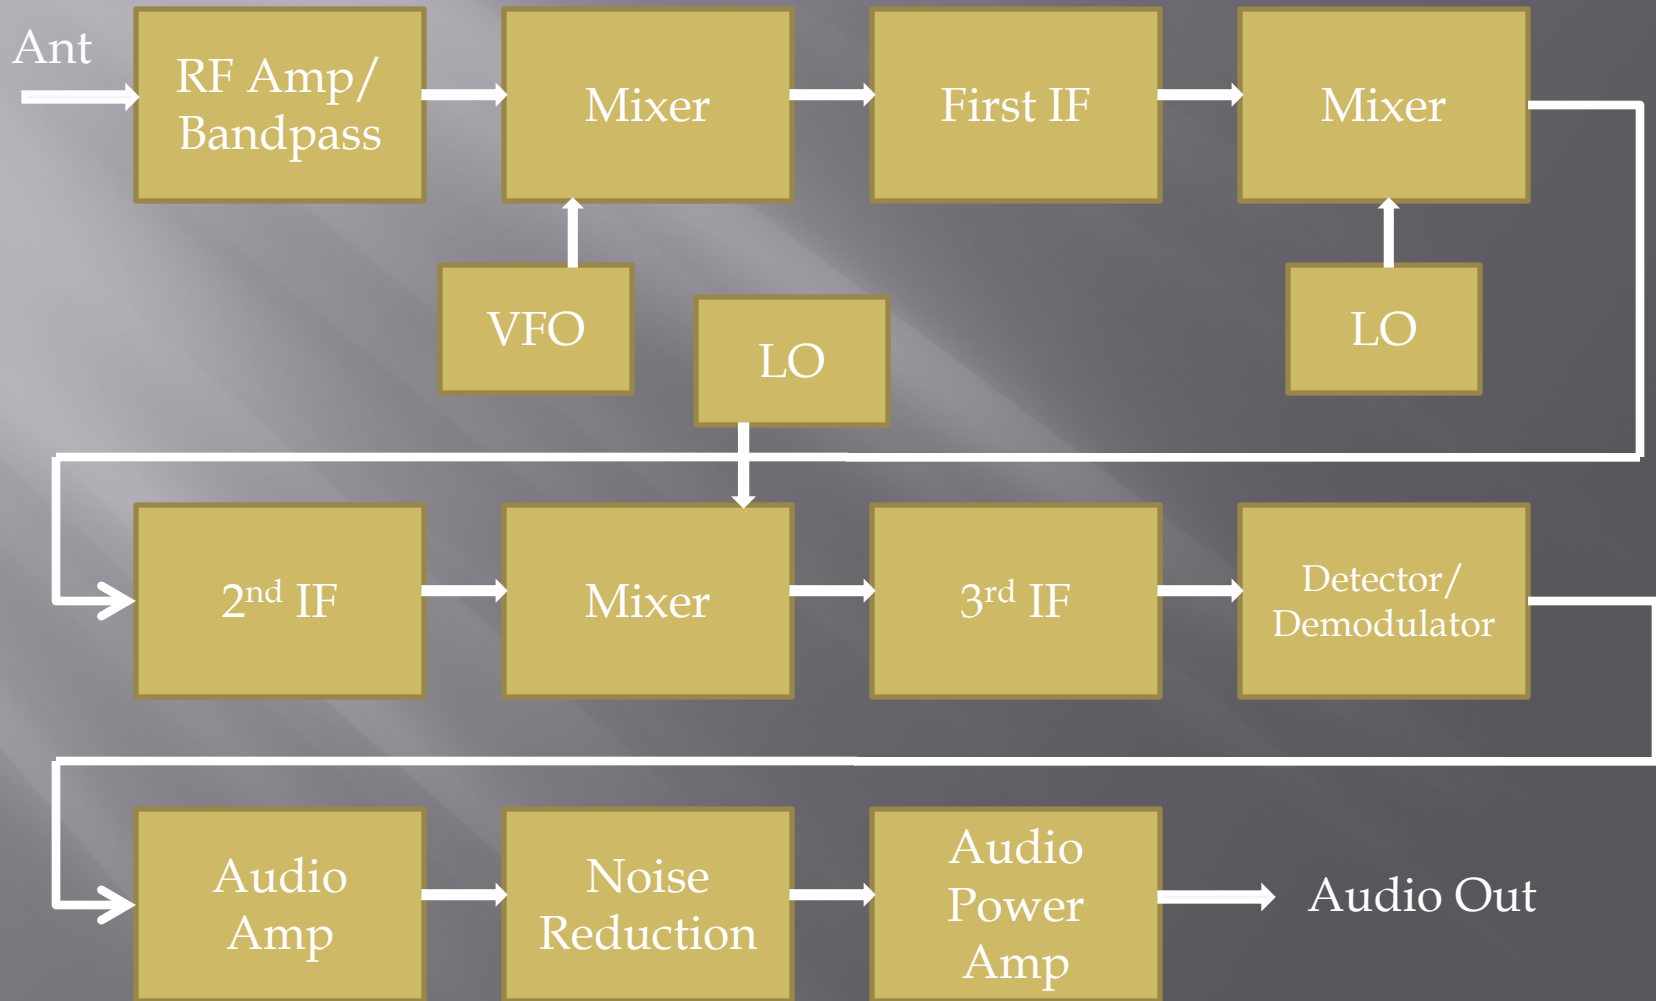 Ant
RF Amp/
Bandpass
Mixer
First IF
Mixer
VFO
LO
LO
2nd IF
Mixer
3rd IF
Detector/
Demodulator
Audio
Amp
Noise
Reduction
Audio
Power
Amp
Audio Out